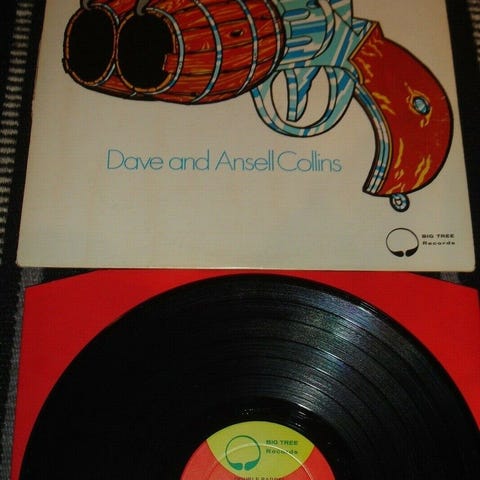 Dave and Ansell Collins
BIG TREE
Records
BIG TREE
Records